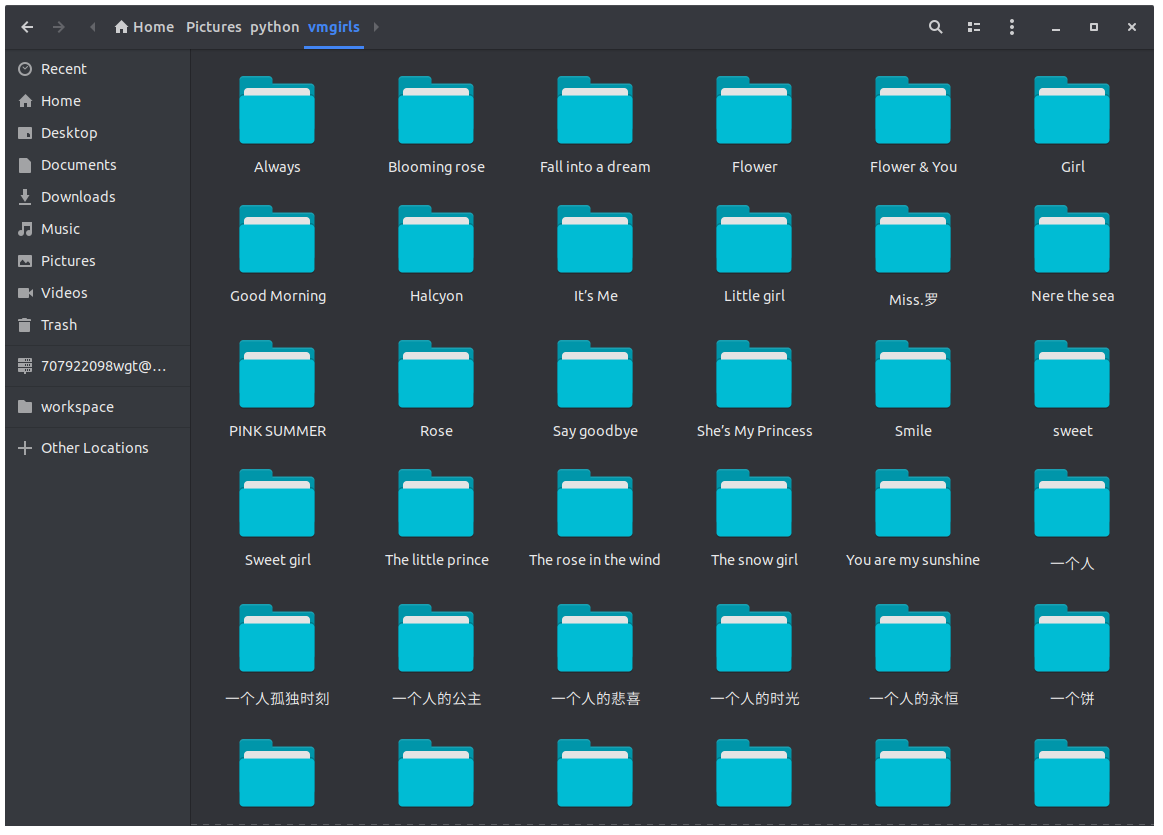 Home Pictures python vmgirls
Recent
Home
Desktop
Documents
Downloads
Music
Pictures
Videos
Trash
707922098wgt@...
workspace
Other Locations
Always Blooming rose Fall into a dream Flower Flower & You Girl
Good Morning Halcyon It’s Me Little girl Miss.罗 Nere the sea
PINK SUMMER Rose Say goodbye She’s My Princess Smile sweet
Sweet girl The little prince The rose in the wind The snow girl You are my sunshine 一个人
一个人孤独时刻 一个人的公主 一个人的悲喜 一个人的时光 一个人的永恒 一个饼